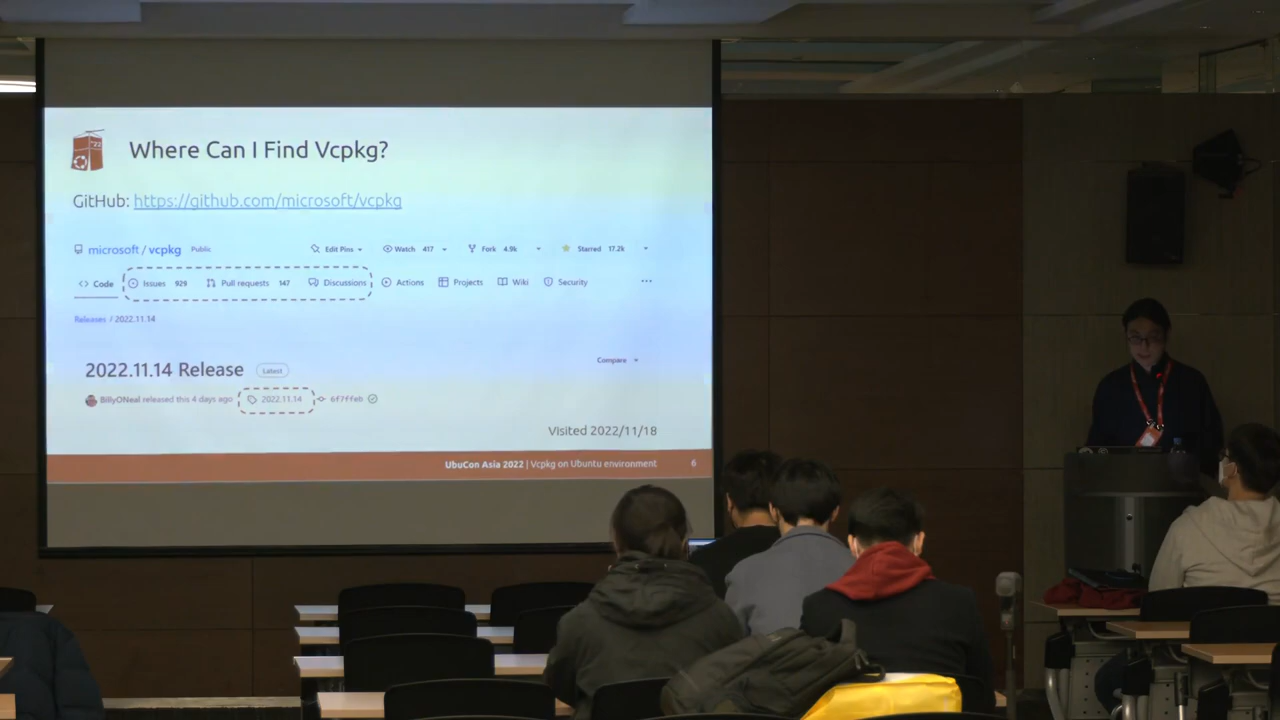 '22
Where Can I Find Vcpkg?
GitHub: https://github.com/microsoft/vcpkg
microsoft / vcpkg Public Edit Pins Watch 417 Fork 4.9k Starred 17.2k
<> Code Issues 929 Pull requests 147 Discussions Actions Projects Wiki Security ...
Releases / 2022.11.14
2022.11.14 Release Latest Compare
BillyONeal released this 4 days ago 2022.11.14 6f7ffeb
Visited 2022/11/18
UbuCon Asia 2022 | Vcpkg on Ubuntu environment 6